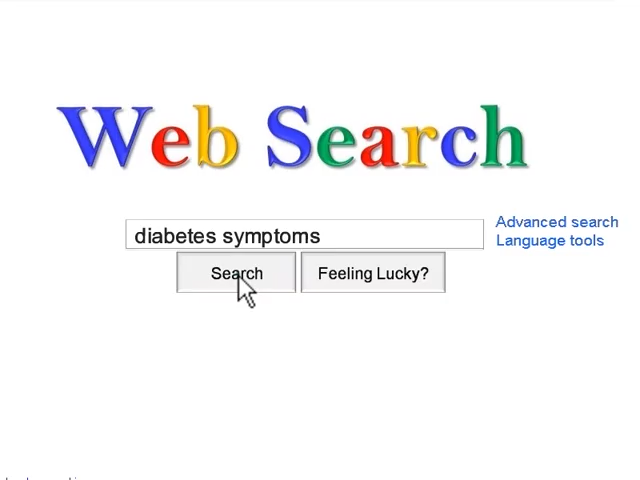 Web Search
diabetes symptoms
Advanced search
Language tools
Search
Feeling Lucky?